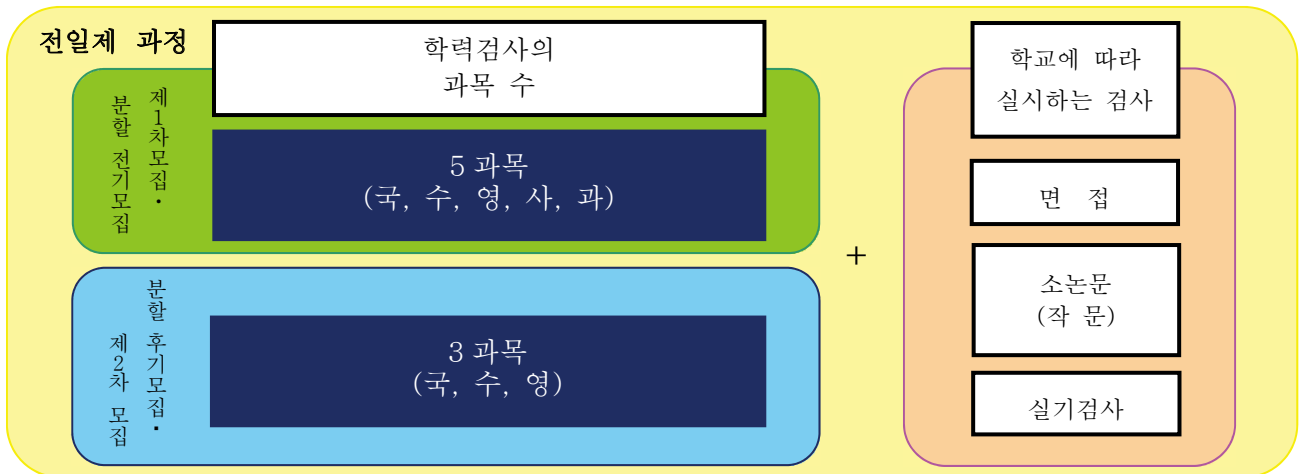 전일제 과정
학력검사의
과목 수
제1차모집・
분할 전기모집
5 과목
(국, 수, 영, 사, 과)
분할 후기모집・
제2차 모집
3 과목
(국, 수, 영)
+
학교에 따라
실시하는 검사
면 접
소논문
(작 문)
실기검사